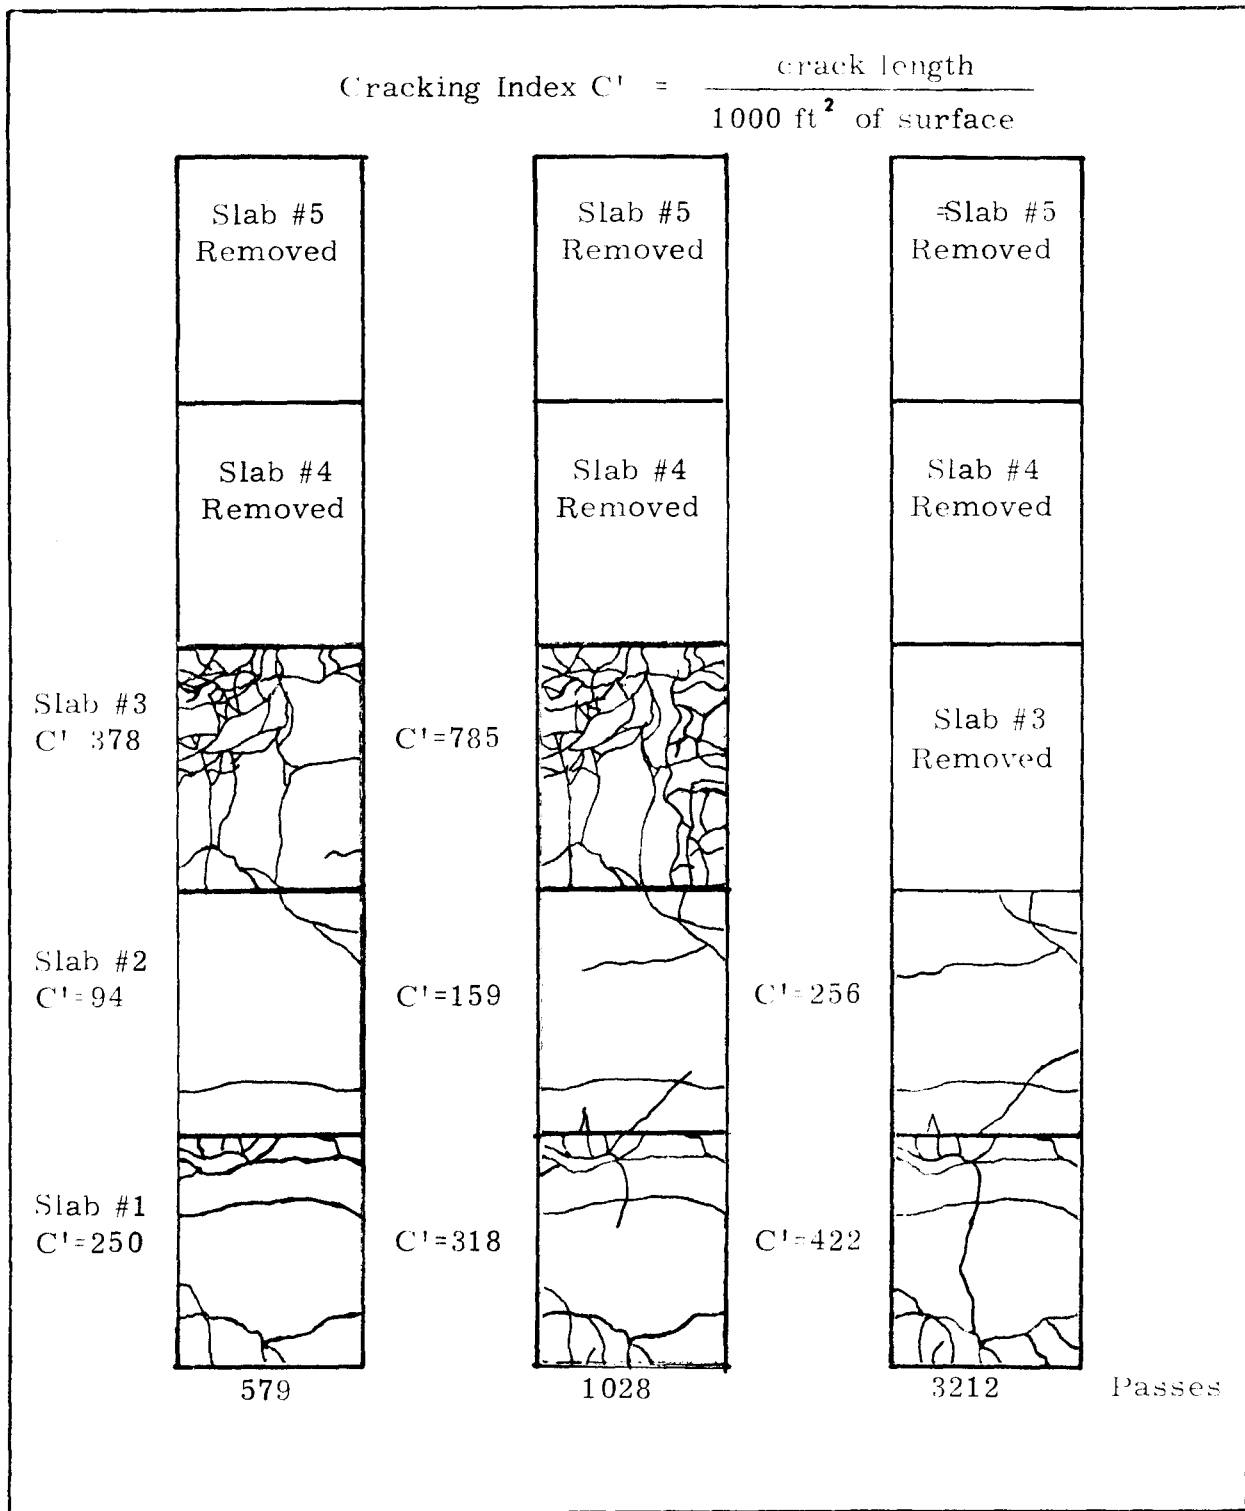 Cracking Index C' = crack length
1000 ft² of surface
Slab #5
Removed
Slab #5
Removed
Slab #5
Removed
Slab #4
Removed
Slab #4
Removed
Slab #4
Removed
Slab #3
C' 378
C'=785
Slab #3
Removed
Slab #2
C'=94
C'=159
C'=256
Slab #1
C'=250
C'=318
C'=422
579
1028
3212
Passes